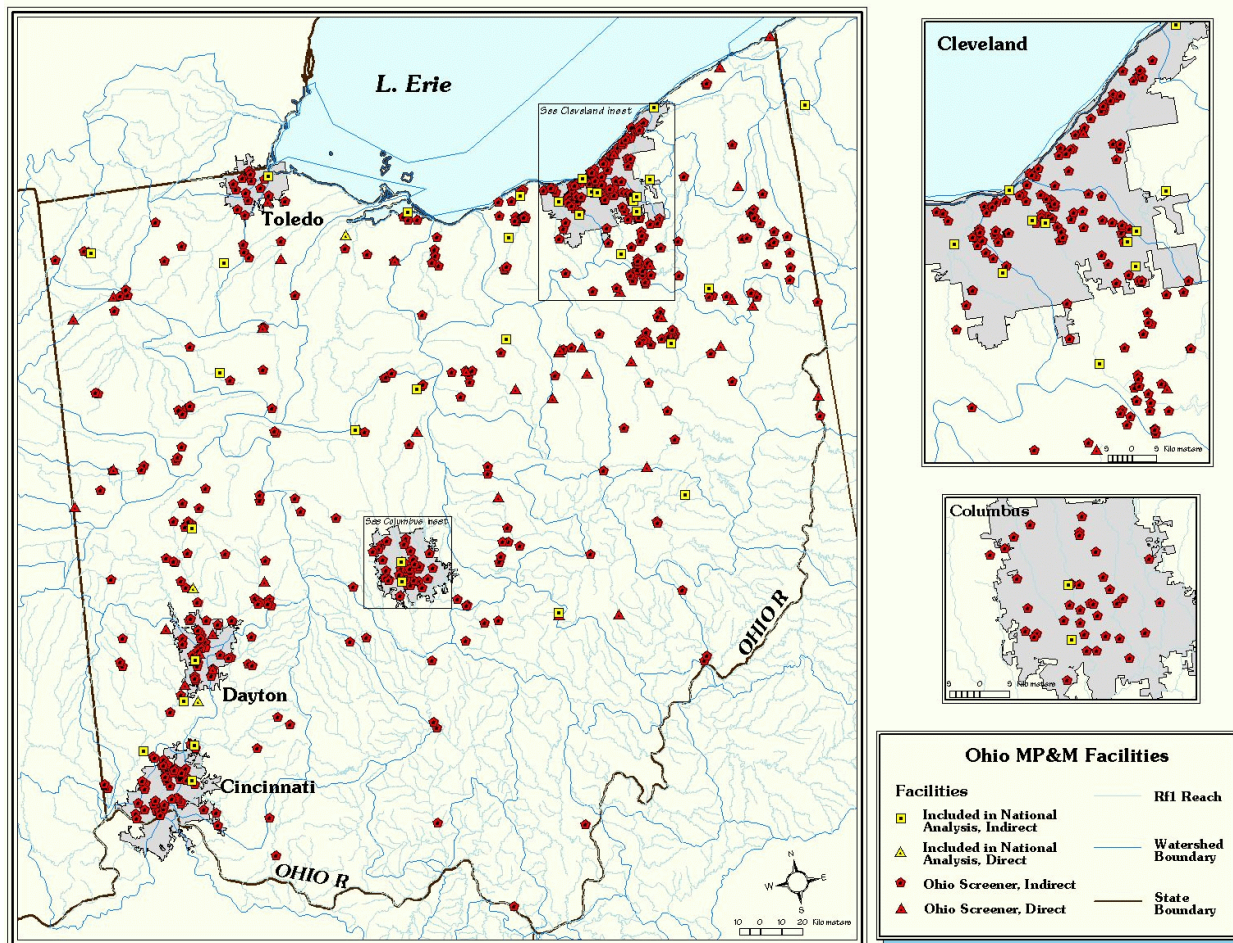 L. Erie
See Cleveland inset
Toledo
See Columbus inset
Dayton
Cincinnati
OHIO R
OHIO R
N
W
E
S
10 0 10 20 Kilometers
Cleveland
9 0 9 Kilometers
Columbus
9 0 9 Kilometers
Ohio MP&M Facilities
Facilities
Included in National
Analysis, Indirect
Included in National
Analysis, Direct
Ohio Screener, Indirect
Ohio Screener, Direct
Rf1 Reach
Watershed
Boundary
State
Boundary